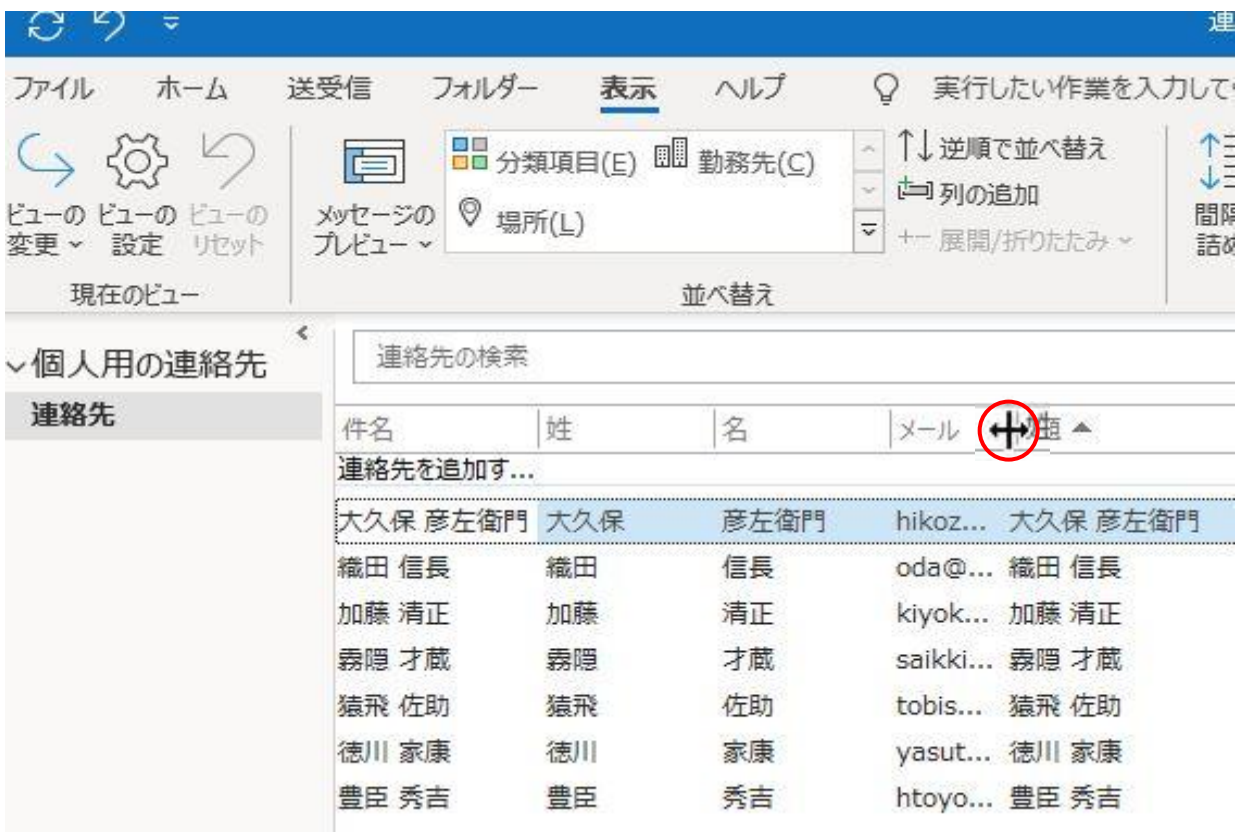 連
ファイル ホーム 送受信 フォルダー 表示 ヘルプ 実行したい作業を入力して
ビューの変更 ビューの設定 ビューのリセット
現在のビュー
メッセージのプレビュー
分類項目(E) 勤務先(C)
場所(L)
逆順で並べ替え
列の追加
展開/折りたたみ
並べ替え
間隔
詰め
個人用の連絡先
連絡先
連絡先の検索
件名 姓 名 メール
連絡先を追加す...
大久保 彦左衛門 大久保 彦左衛門 hikoz... 大久保 彦左衛門
織田 信長 織田 信長 oda@... 織田 信長
加藤 清正 加藤 清正 kiyok... 加藤 清正
霧隠 才蔵 霧隠 才蔵 saikki... 霧隠 才蔵
猿飛 佐助 猿飛 佐助 tobis... 猿飛 佐助
徳川 家康 徳川 家康 yasut... 徳川 家康
豊臣 秀吉 豊臣 秀吉 htoyo... 豊臣 秀吉